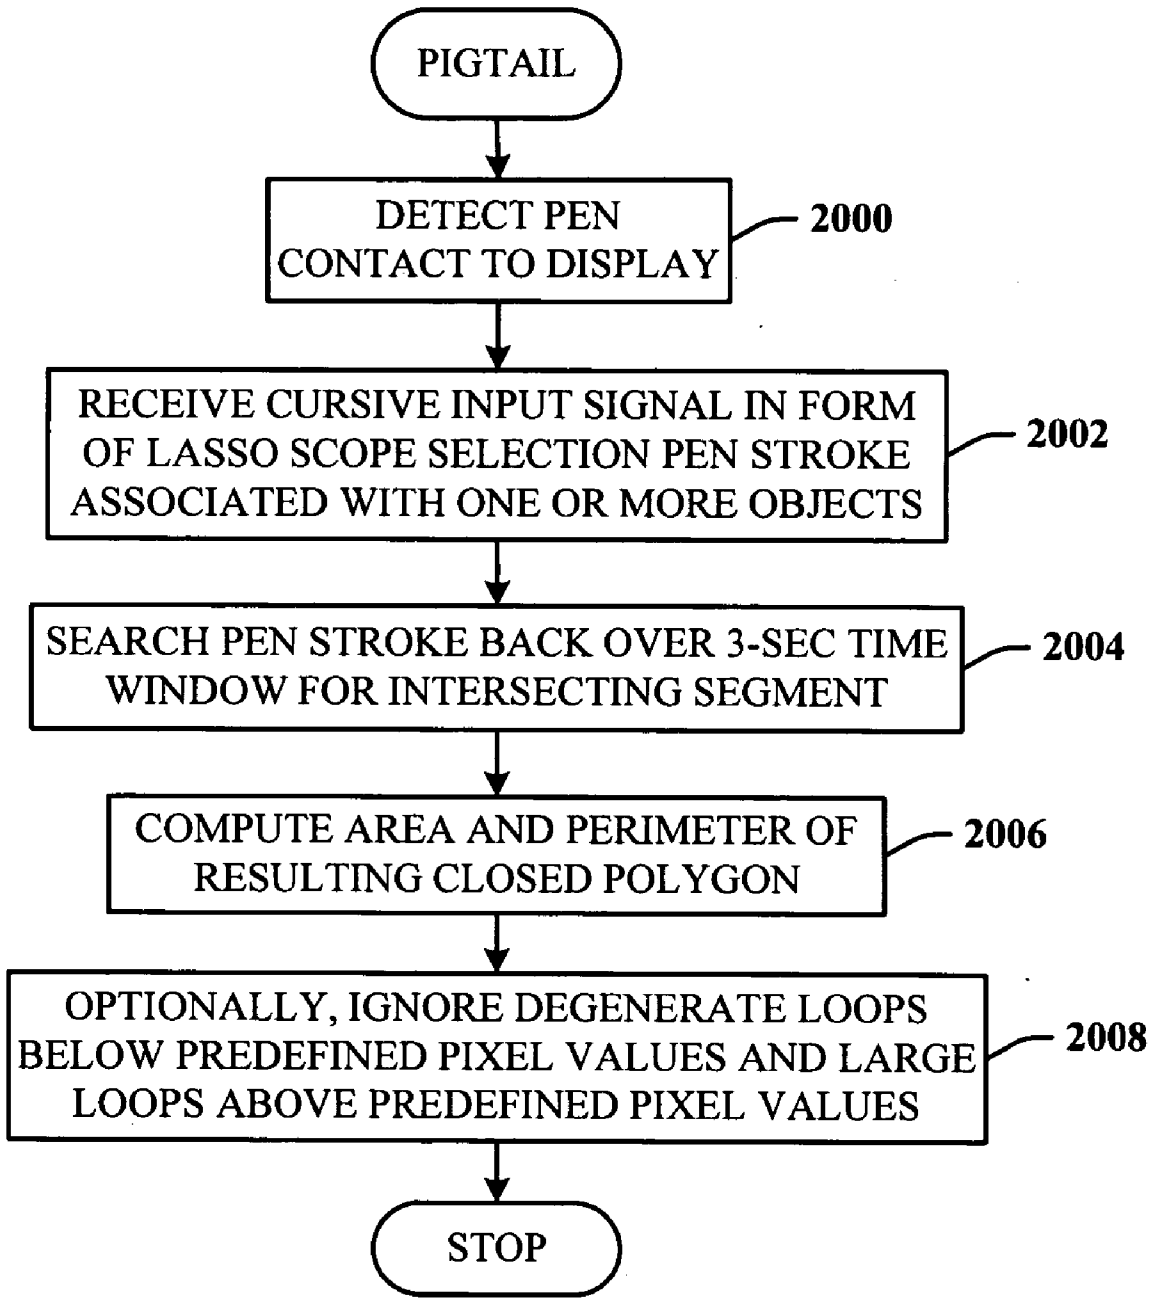 PIGTAIL
DETECT PEN
CONTACT TO DISPLAY
2000
RECEIVE CURSIVE INPUT SIGNAL IN FORM
OF LASSO SCOPE SELECTION PEN STROKE
ASSOCIATED WITH ONE OR MORE OBJECTS
2002
SEARCH PEN STROKE BACK OVER 3-SEC TIME
WINDOW FOR INTERSECTING SEGMENT
2004
COMPUTE AREA AND PERIMETER OF
RESULTING CLOSED POLYGON
2006
OPTIONALLY, IGNORE DEGENERATE LOOPS
BELOW PREDEFINED PIXEL VALUES AND LARGE
LOOPS ABOVE PREDEFINED PIXEL VALUES
2008
STOP